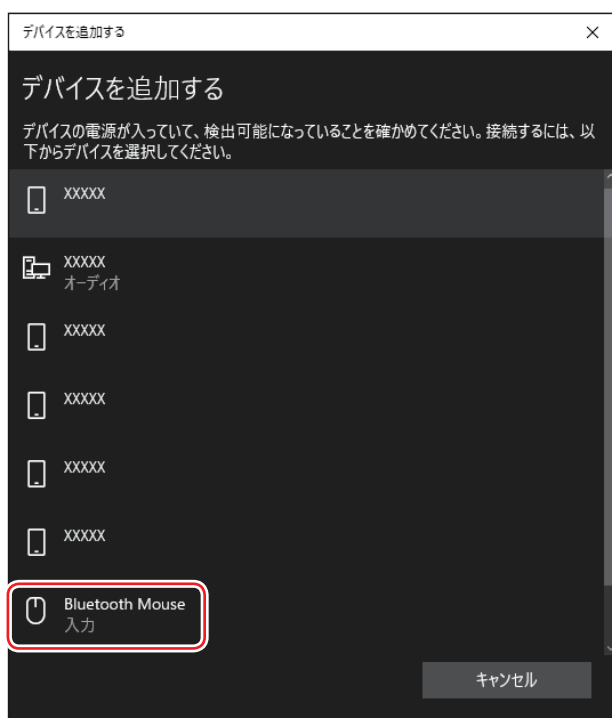 デバイスを追加する
デバイスを追加する
デバイスの電源が入っていて、検出可能になっていることを確かめてください。接続するには、以
下からデバイスを選択してください。
XXXXX
XXXXX
オーディオ
XXXXX
XXXXX
XXXXX
XXXXX
Bluetooth Mouse
入力
キャンセル